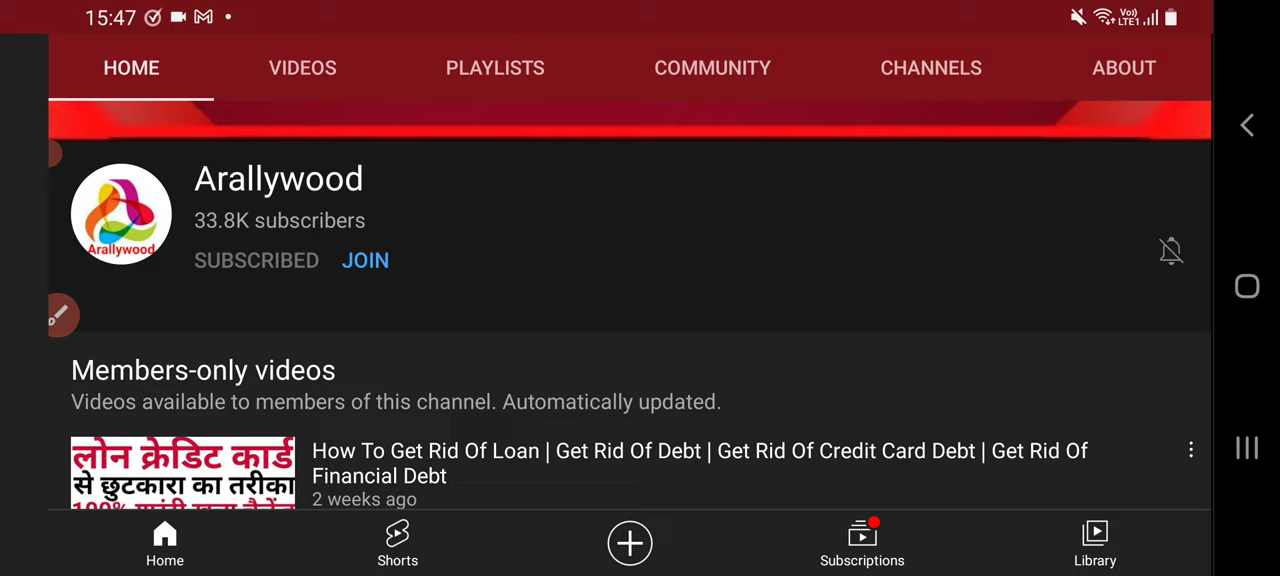 15:47
Vo)
LTE1
HOME VIDEOS PLAYLISTS COMMUNITY CHANNELS ABOUT
Arallywood
Arallywood
33.8K subscribers
SUBSCRIBED JOIN
Members-only videos
Videos available to members of this channel. Automatically updated.
लोन क्रेडिट कार्ड
से छुटकारा का तरीका
How To Get Rid Of Loan | Get Rid Of Debt | Get Rid Of Credit Card Debt | Get Rid Of
Financial Debt
2 weeks ago
Home Shorts Subscriptions Library